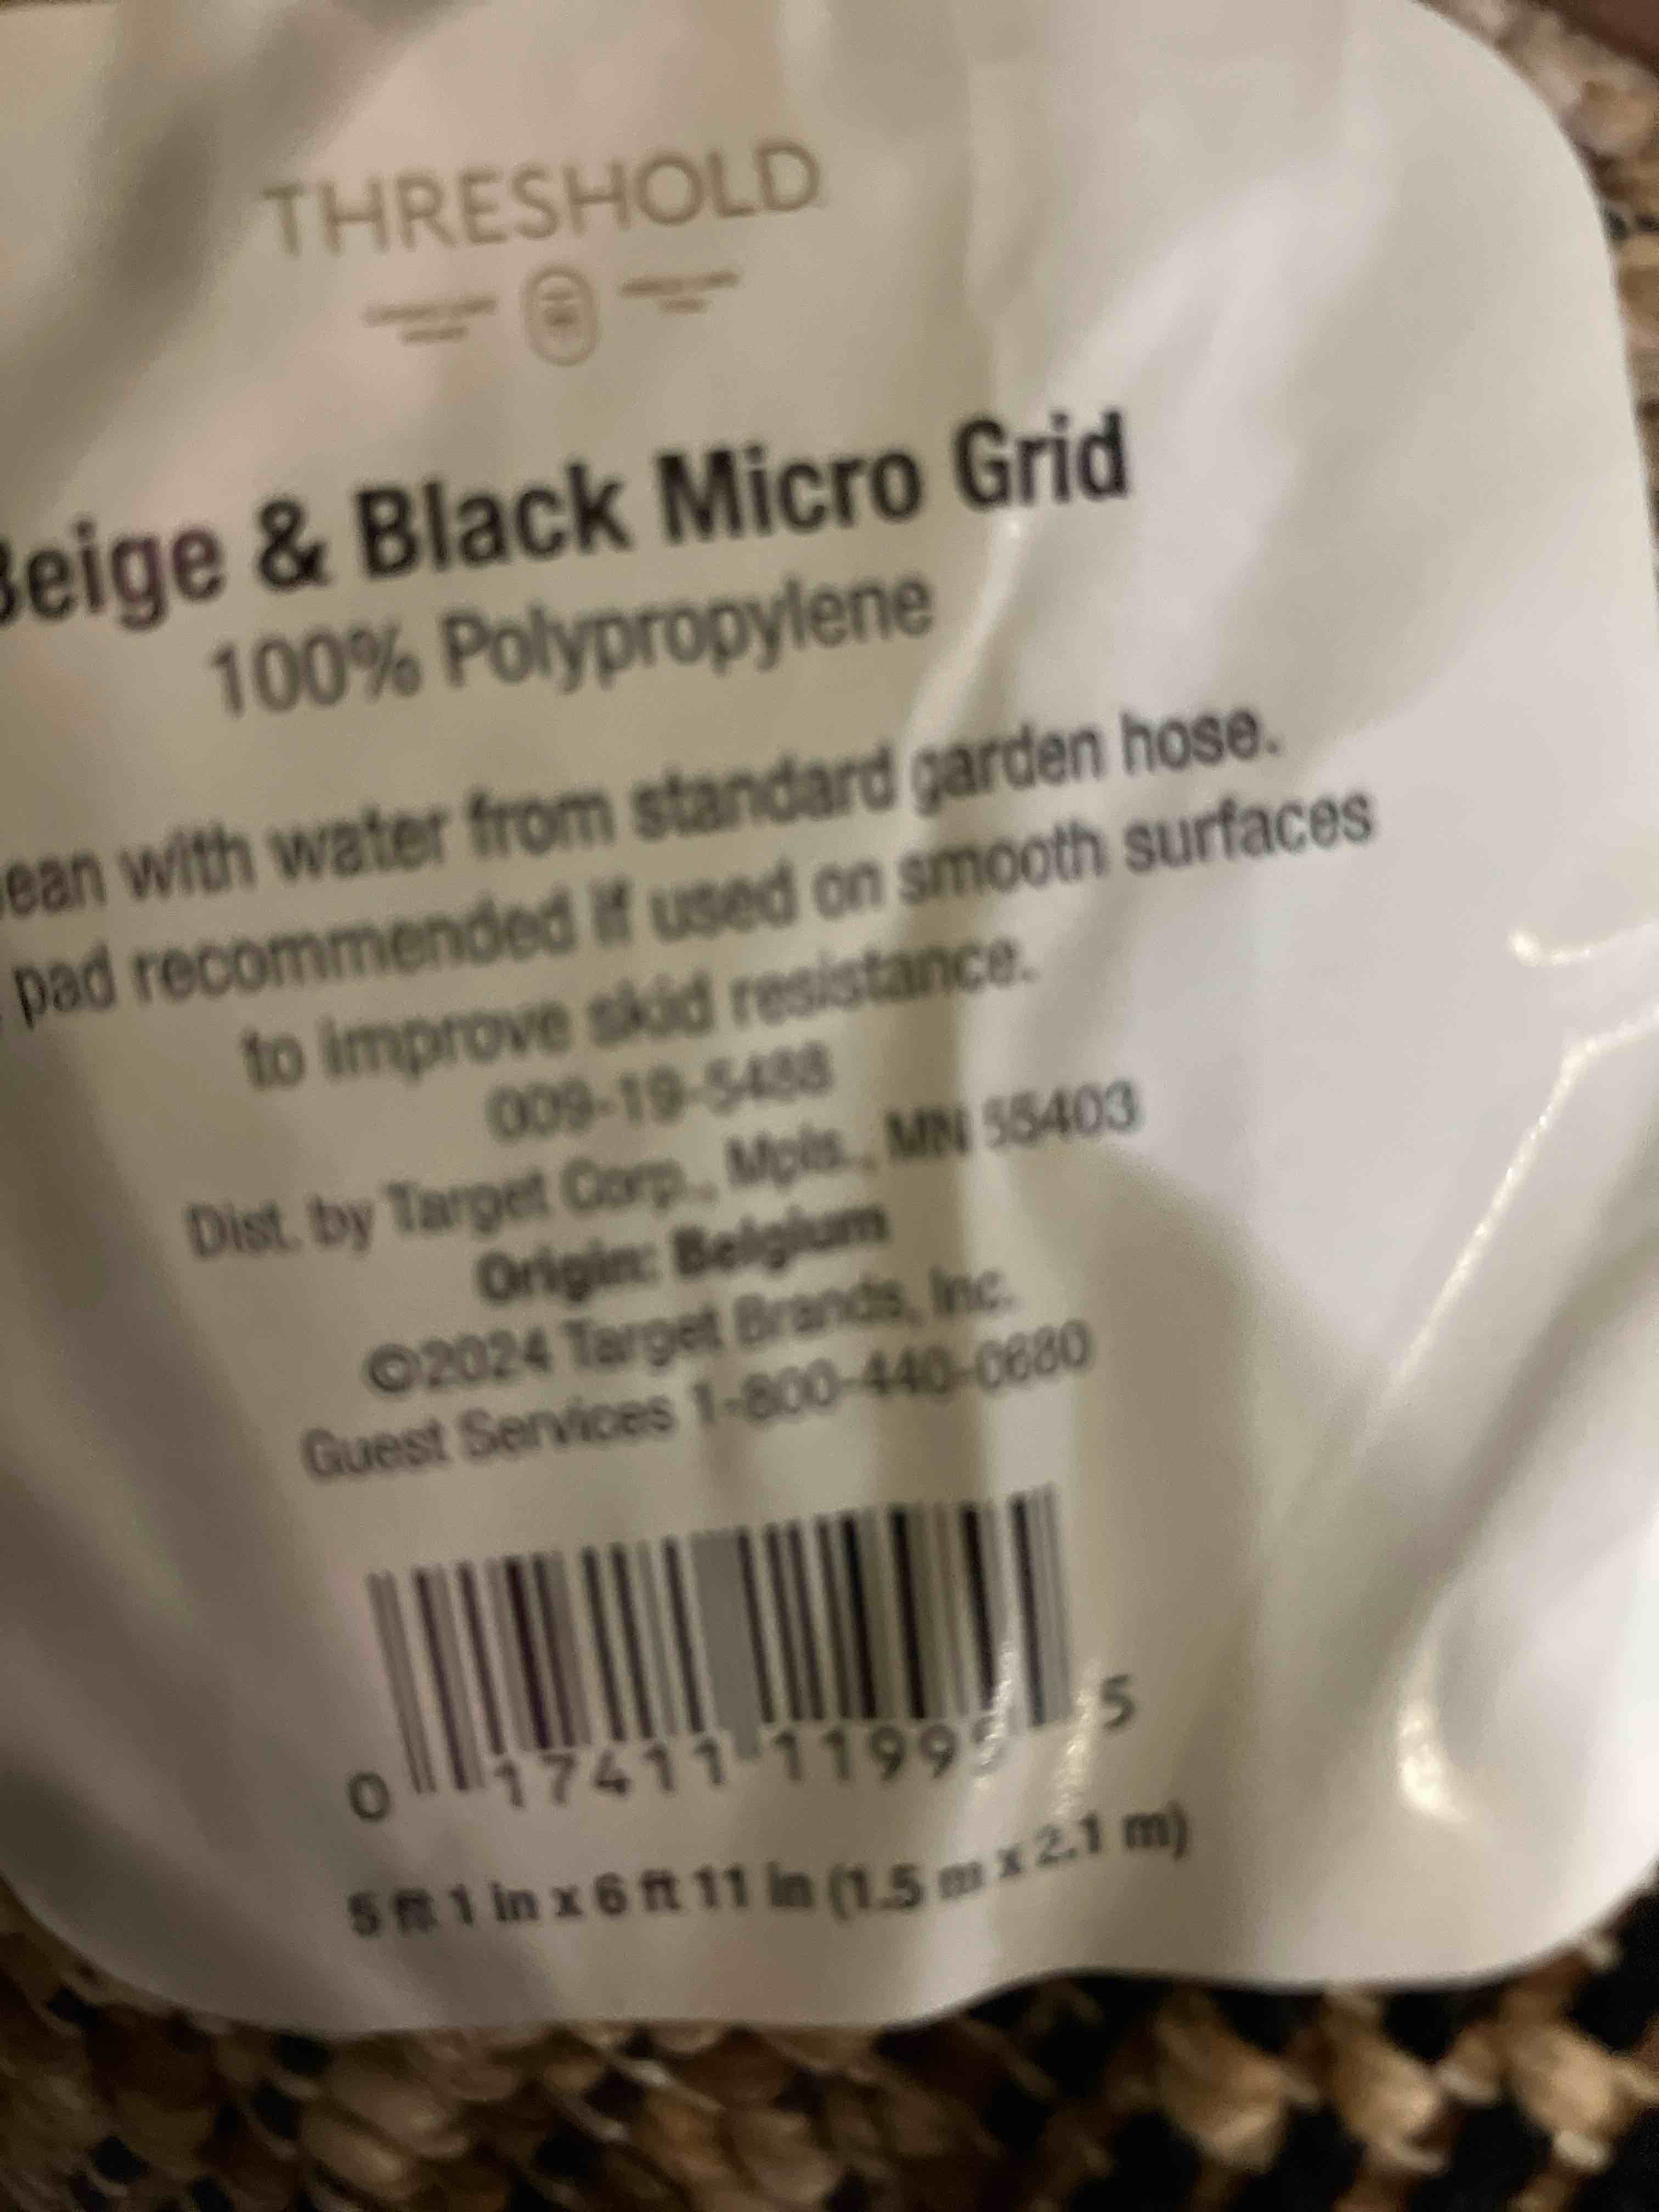 THRESHOLD
Beige & Black Micro Grid
100% Polypropylene
ean with water from standard garden hose.
pad recommended if used on smooth surfaces
to improve skid resistance.
009-19-5488
Dist. by Target Corp., Mpls., MN 55403
Origin: Belgium
©2024 Target Brands, Inc.
Guest Services 1-800-440-0680
0 17411 1199 5
5 ft 1 in x 6 ft 11 in (1.5 m x 2.1 m)